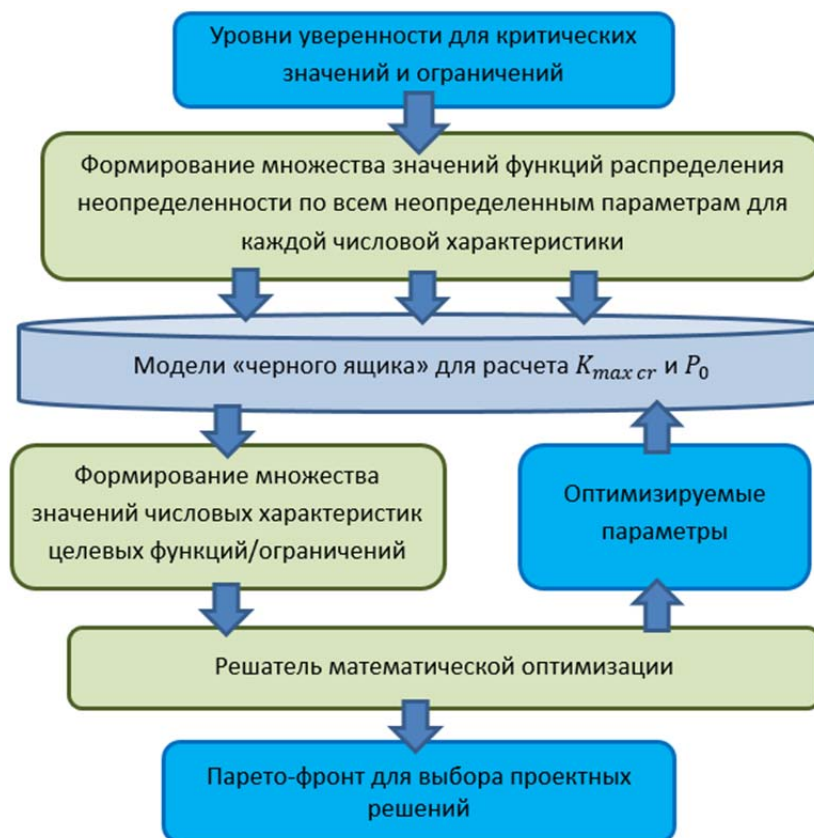 Уровни уверенности для критических
значений и ограничений
Формирование множества значений функций распределения
неопределенности по всем неопределенным параметрам для
каждой числовой характеристики
Модели «черного ящика» для расчета K_{max cr} и P_0
Формирование множества
значений числовых характеристик
целевых функций/ограничений
Оптимизируемые
параметры
Решатель математической оптимизации
Парето-фронт для выбора проектных
решений